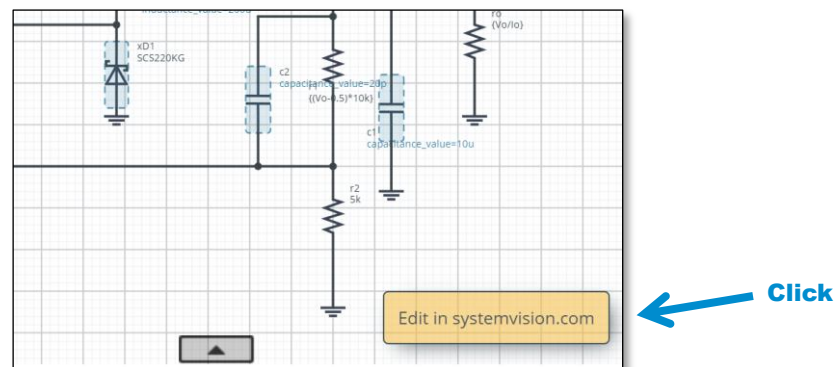 xD1
SCS220KG
c2
capacitance_value=20p
{(Vo-0.5)*10k}
ro
{Vo/Io}
c1
capacitance_value=10u
r2
5k
Edit in systemvision.com
Click